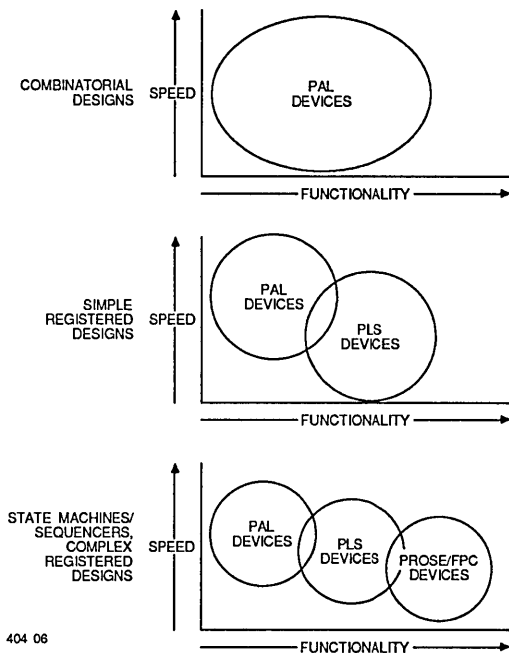 COMBINATORIAL
DESIGNS
SPEED
PAL
DEVICES
FUNCTIONALITY
SIMPLE
REGISTERED
DESIGNS
SPEED
PAL
DEVICES
PLS
DEVICES
FUNCTIONALITY
STATE MACHINES/
SEQUENCERS,
COMPLEX
REGISTERED
DESIGNS
SPEED
PAL
DEVICES
PLS
DEVICES
PROSE/FPC
DEVICES
FUNCTIONALITY
404 06